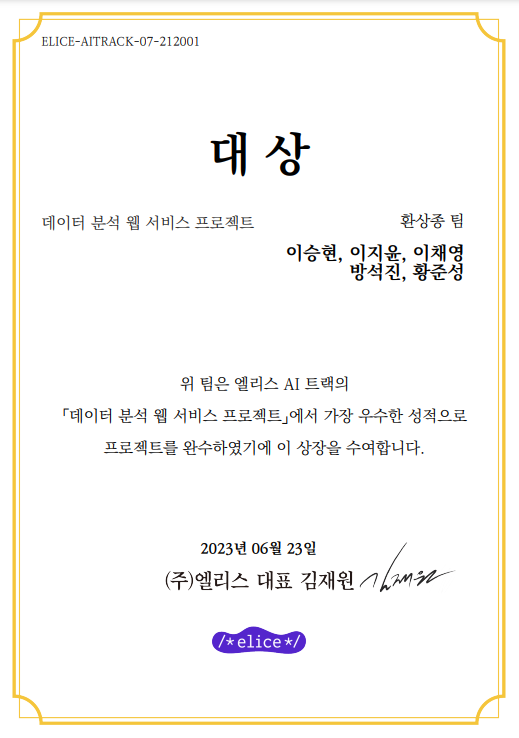 ELICE-AITRACK-07-212001
대 상
데이터 분석 웹 서비스 프로젝트
환상종 팀
이승현, 이지윤, 이채영
방석진, 황준성
위 팀은 엘리스 AI 트랙의
「데이터 분석 웹 서비스 프로젝트」에서 가장 우수한 성적으로
프로젝트를 완수하였기에 이 상장을 수여합니다.
2023년 06월 23일
(주)엘리스 대표 김재원 김재원
/*elice*/